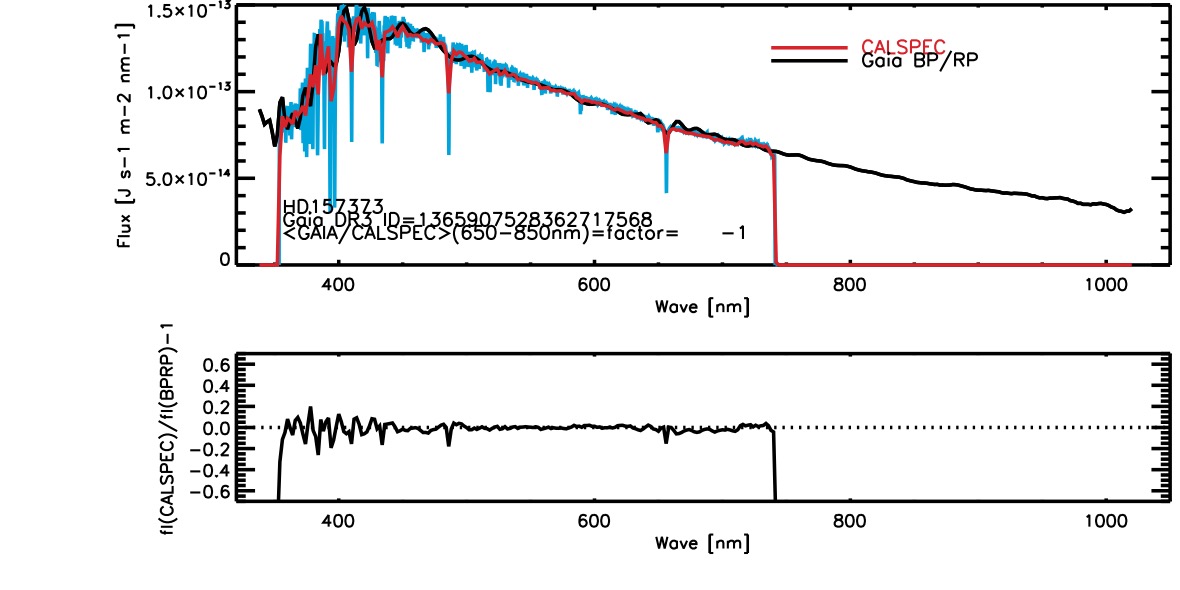 1.5×10−13
1.0×10−13
5.0×10−14
0
Flux [J s−1 m−2 nm−1]
CALSPEC
Gaia BP/RP
HD157373
Gaia DR3 ID=1365907528362717568
<GAIA/CALSPEC>(650−850nm)=factor= −1
400 600 800 1000
Wave [nm]
fl(CALSPEC)/fl(BPRP)−1
0.6
0.4
0.2
0.0
−0.2
−0.4
−0.6
400 600 800 1000
Wave [nm]